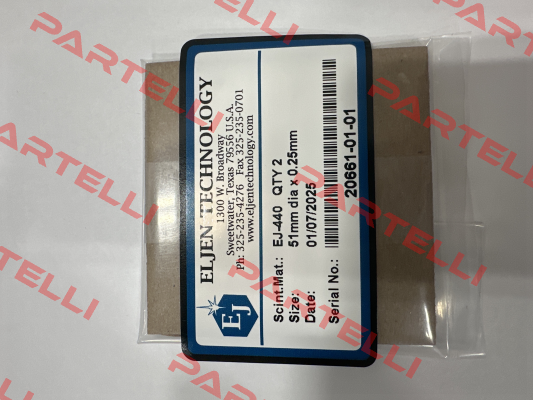 ELJEN TECHNOLOGY
1300 W. Broadway
Sweetwater, Texas 79556 U.S.A.
Ph: 325-235-4276 Fax 325-235-0701
www.eljentechnology.com
EJ
Scint.Mat.: EJ-440 QTY 2
Size: 51mm dia x 0.25mm
Date: 01/07/2025
Serial No.:
20661-01-01
PARTELLI
PARTELLI
PARTELLI
PARTELLI
PARTELLI
PARTELLI